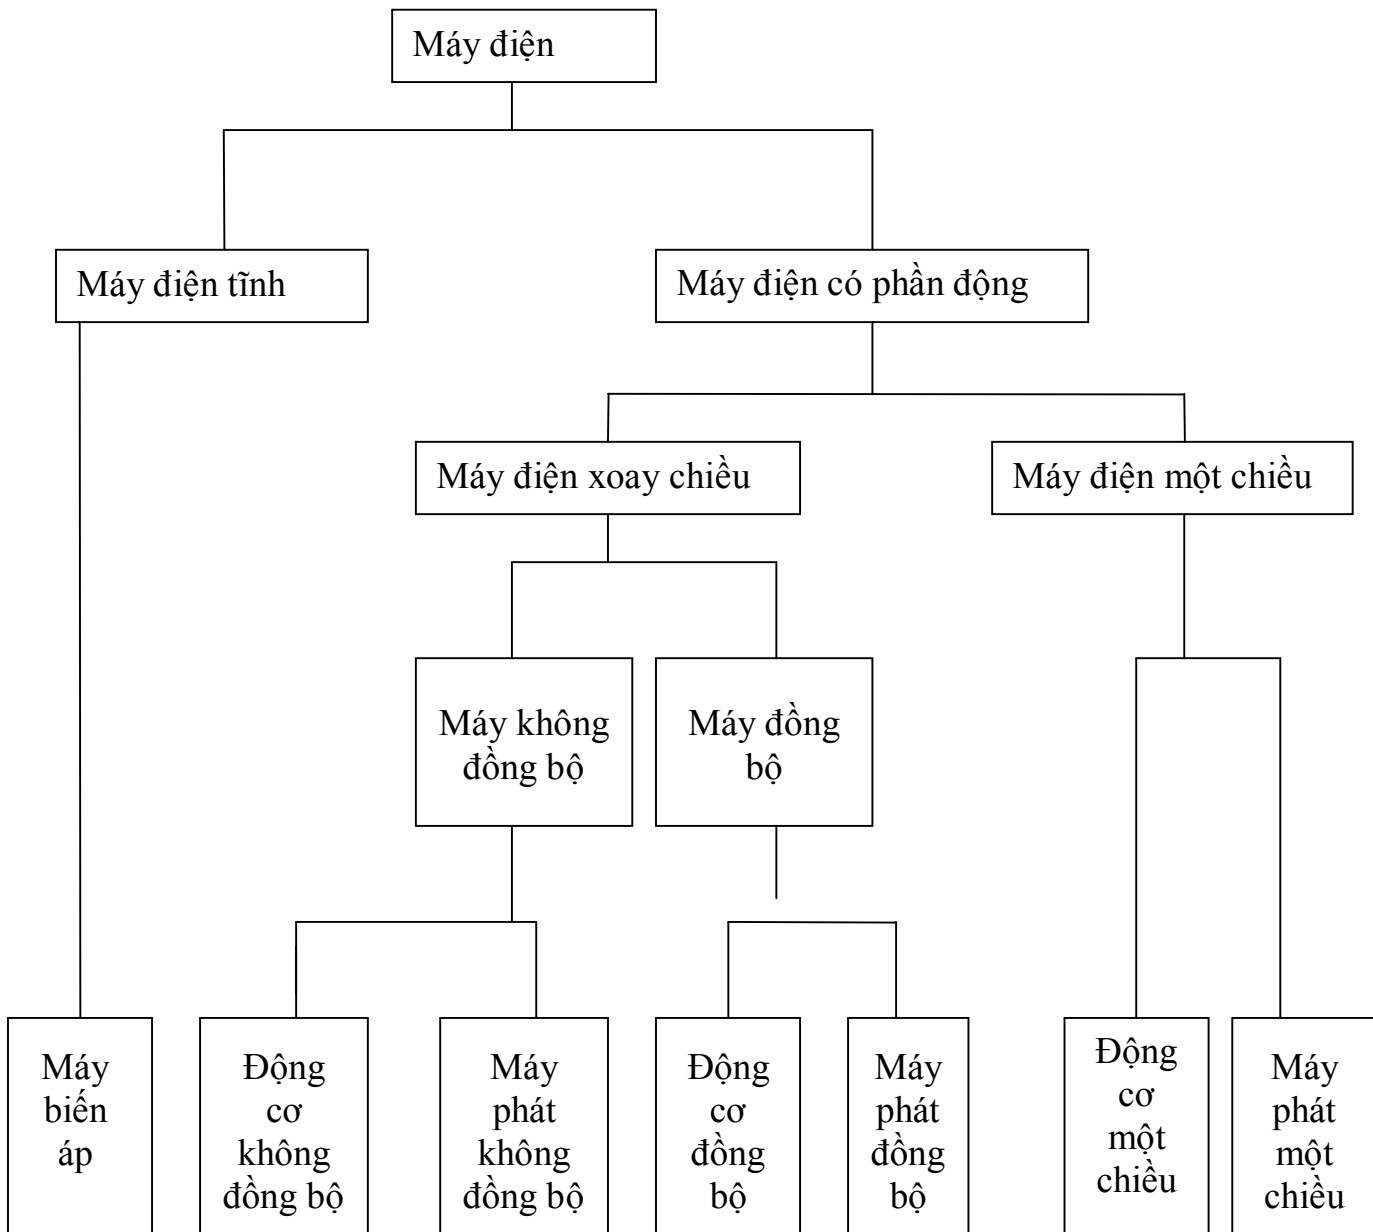 Máy điện
Máy điện tĩnh
Máy điện có phần động
Máy điện xoay chiều
Máy điện một chiều
Máy không
đồng bộ
Máy đồng
bộ
Máy
biến
áp
Động
cơ
không
đồng bộ
Máy
phát
không
đồng bộ
Động
cơ
đồng
bộ
Máy
phát
đồng
bộ
Động
cơ
một
chiều
Máy
phát
một
chiều